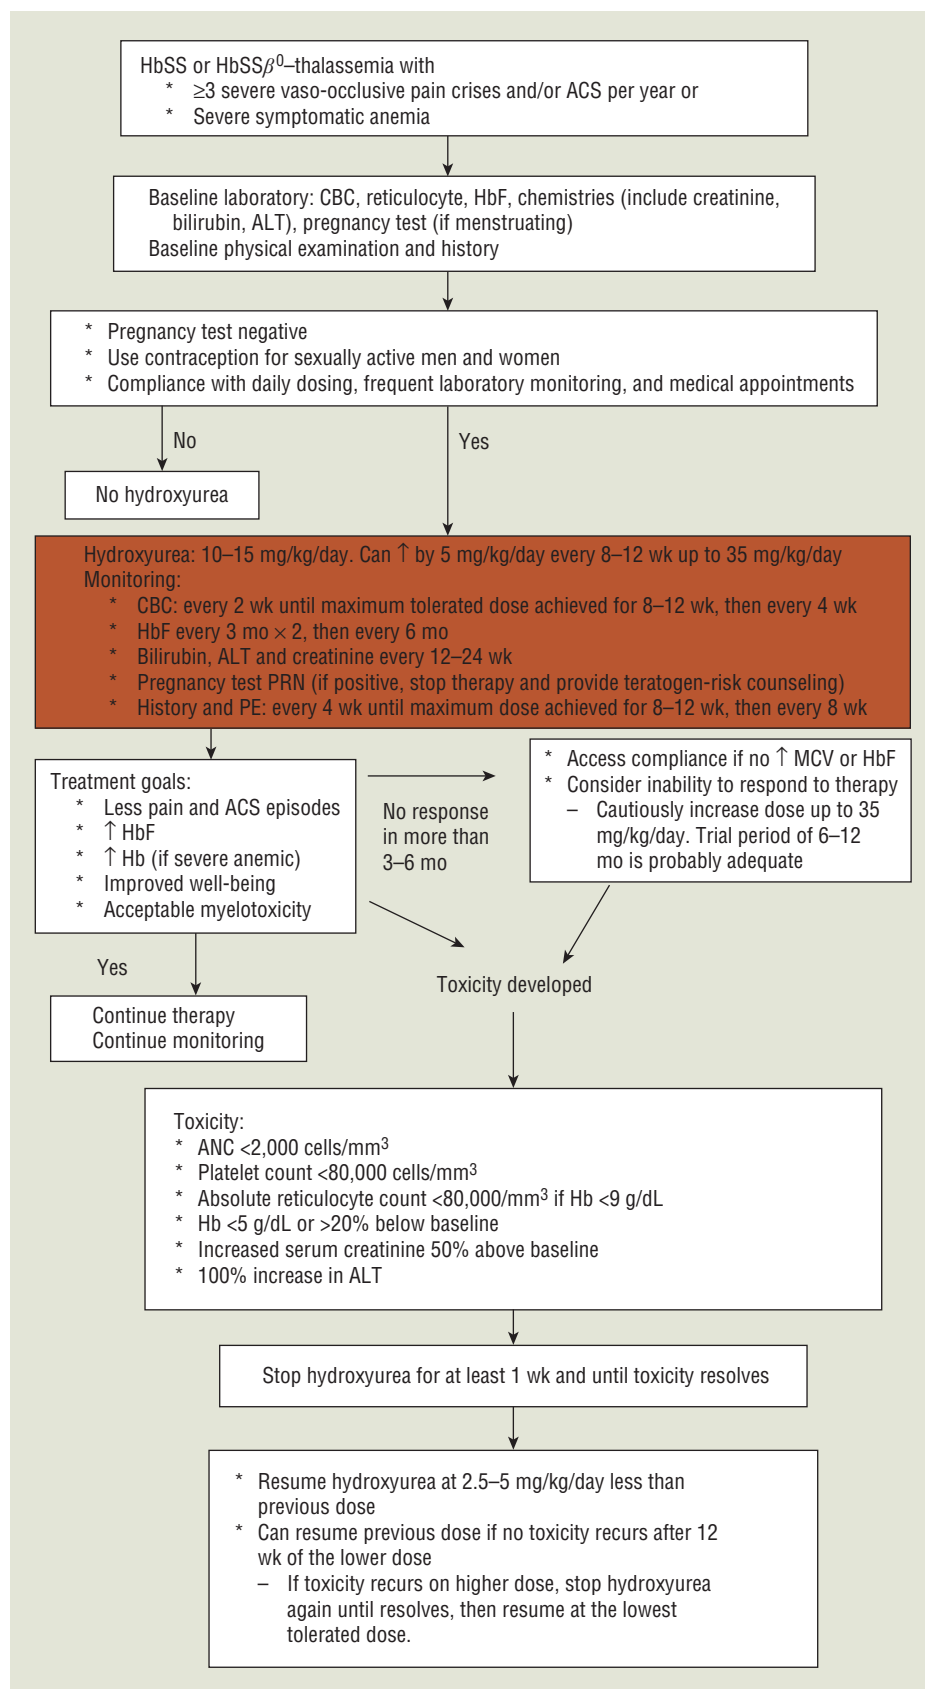 HbSS or HbSSβ⁰–thalassemia with
* ≥3 severe vaso-occlusive pain crises and/or ACS per year or
* Severe symptomatic anemia
Baseline laboratory: CBC, reticulocyte, HbF, chemistries (include creatinine,
bilirubin, ALT), pregnancy test (if menstruating)
Baseline physical examination and history
* Pregnancy test negative
* Use contraception for sexually active men and women
* Compliance with daily dosing, frequent laboratory monitoring, and medical appointments
No
Yes
No hydroxyurea
Hydroxyurea: 10–15 mg/kg/day. Can ↑ by 5 mg/kg/day every 8–12 wk up to 35 mg/kg/day
Monitoring:
* CBC: every 2 wk until maximum tolerated dose achieved for 8–12 wk, then every 4 wk
* HbF every 3 mo × 2, then every 6 mo
* Bilirubin, ALT and creatinine every 12–24 wk
* Pregnancy test PRN (if positive, stop therapy and provide teratogen-risk counseling)
* History and PE: every 4 wk until maximum dose achieved for 8–12 wk, then every 8 wk
Treatment goals:
* Less pain and ACS episodes
* ↑ HbF
* ↑ Hb (if severe anemic)
* Improved well-being
* Acceptable myelotoxicity
No response
in more than
3–6 mo
* Access compliance if no ↑ MCV or HbF
* Consider inability to respond to therapy
– Cautiously increase dose up to 35
mg/kg/day. Trial period of 6–12
mo is probably adequate
Yes
Toxicity developed
Continue therapy
Continue monitoring
Toxicity:
* ANC <2,000 cells/mm³
* Platelet count <80,000 cells/mm³
* Absolute reticulocyte count <80,000/mm³ if Hb <9 g/dL
* Hb <5 g/dL or >20% below baseline
* Increased serum creatinine 50% above baseline
* 100% increase in ALT
Stop hydroxyurea for at least 1 wk and until toxicity resolves
* Resume hydroxyurea at 2.5–5 mg/kg/day less than
previous dose
* Can resume previous dose if no toxicity recurs after 12
wk of the lower dose
– If toxicity recurs on higher dose, stop hydroxyurea
again until resolves, then resume at the lowest
tolerated dose.